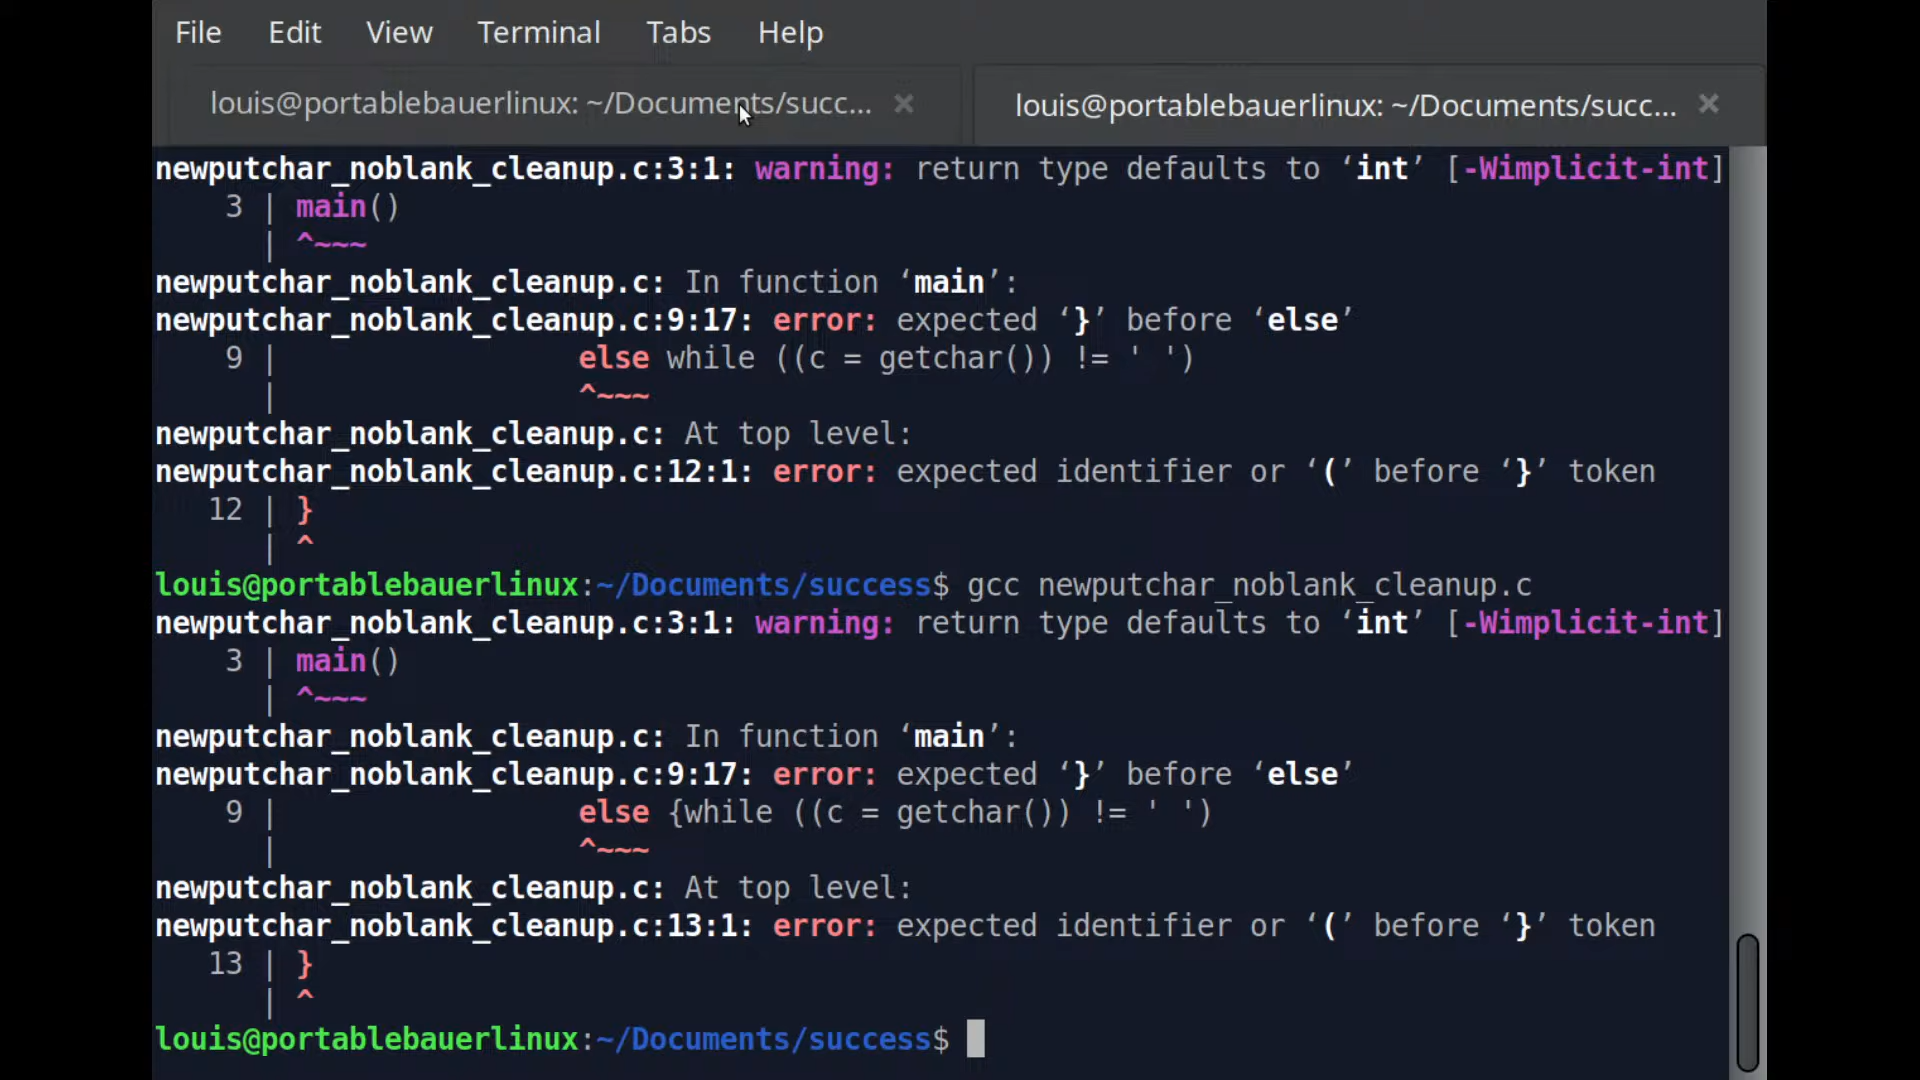 File Edit View Terminal Tabs Help
louis@portablebauerlinux: ~/Documents/succ... × louis@portablebauerlinux: ~/Documents/succ... ×
newputchar_noblank_cleanup.c:3:1: warning: return type defaults to ‘int’ [-Wimplicit-int]
3 | main()
| ^~~~
newputchar_noblank_cleanup.c: In function ‘main’:
newputchar_noblank_cleanup.c:9:17: error: expected ‘}’ before ‘else’
9 | else while ((c = getchar()) != ' ')
| ^~~~
newputchar_noblank_cleanup.c: At top level:
newputchar_noblank_cleanup.c:12:1: error: expected identifier or ‘(’ before ‘}’ token
12 | }
| ^
louis@portablebauerlinux:~/Documents/success$ gcc newputchar_noblank_cleanup.c
newputchar_noblank_cleanup.c:3:1: warning: return type defaults to ‘int’ [-Wimplicit-int]
3 | main()
| ^~~~
newputchar_noblank_cleanup.c: In function ‘main’:
newputchar_noblank_cleanup.c:9:17: error: expected ‘}’ before ‘else’
9 | else {while ((c = getchar()) != ' ')
| ^~~~
newputchar_noblank_cleanup.c: At top level:
newputchar_noblank_cleanup.c:13:1: error: expected identifier or ‘(’ before ‘}’ token
13 | }
| ^
louis@portablebauerlinux:~/Documents/success$